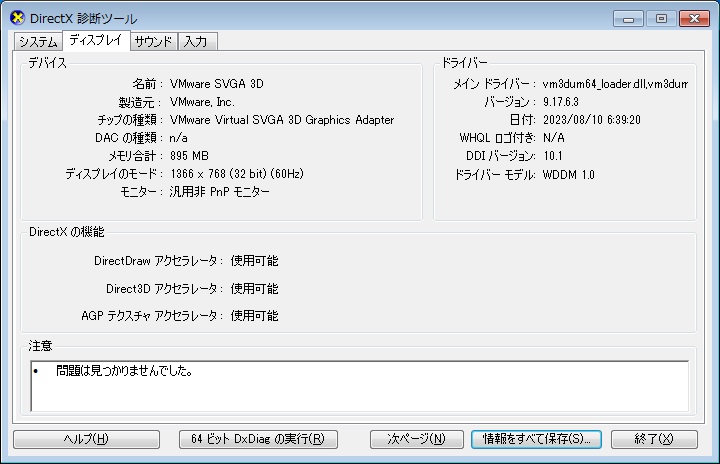 DirectX 診断ツール
システム ディスプレイ サウンド 入力
デバイス
名前： VMware SVGA 3D
製造元： VMware, Inc.
チップの種類： VMware Virtual SVGA 3D Graphics Adapter
DAC の種類： n/a
メモリ合計： 895 MB
ディスプレイのモード： 1366 x 768 (32 bit) (60Hz)
モニター： 汎用非 PnP モニター
ドライバー
メイン ドライバー： vm3dum64_loader.dll,vm3dum
バージョン： 9.17.6.3
日付: 2023/08/10 6:39:20
WHQL ロゴ付き: N/A
DDI バージョン: 10.1
ドライバー モデル: WDDM 1.0
DirectX の機能
DirectDraw アクセラレータ： 使用可能
Direct3D アクセラレータ： 使用可能
AGP テクスチャ アクセラレータ： 使用可能
注意
• 問題は見つかりませんでした。
ヘルプ(H) 64 ビット DxDiag の実行(R) 次ページ(N) 情報をすべて保存(S)... 終了(X)